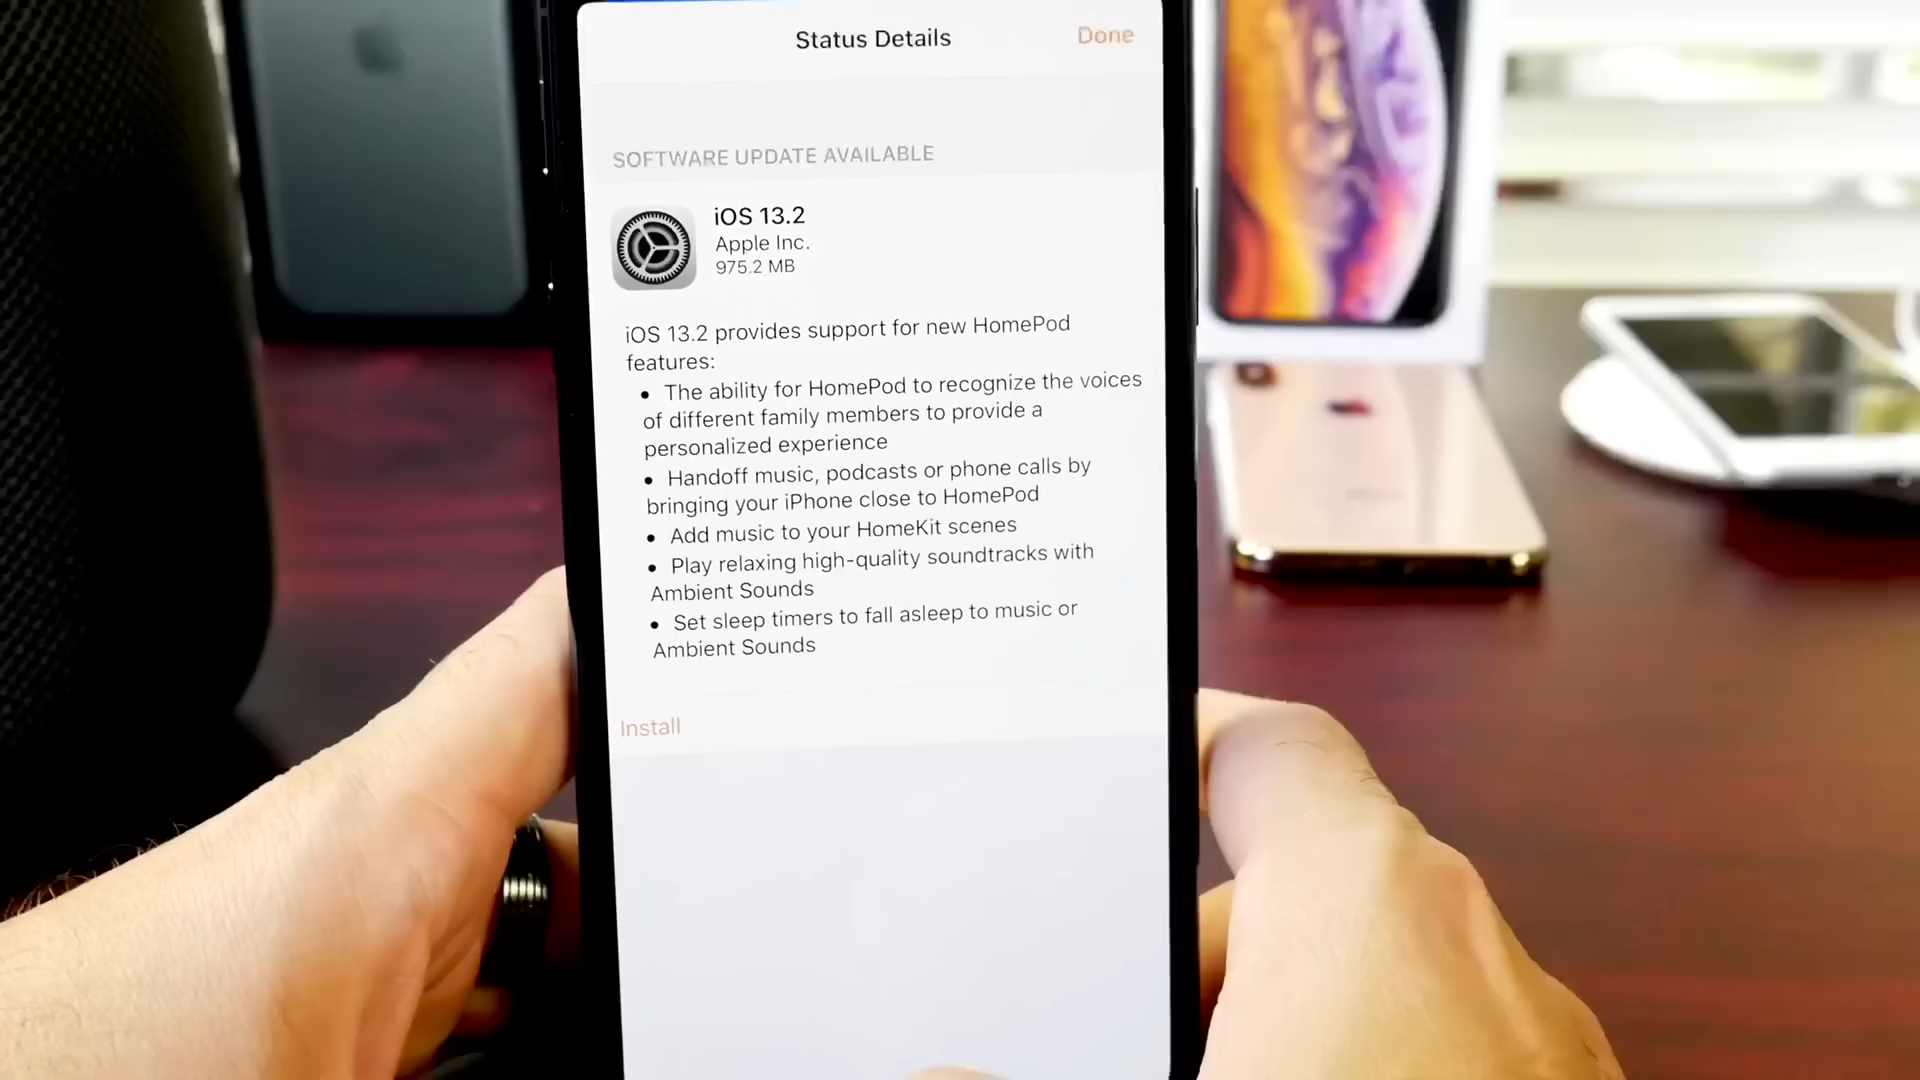 Status Details
Done
SOFTWARE UPDATE AVAILABLE
iOS 13.2
Apple Inc.
975.2 MB
iOS 13.2 provides support for new HomePod
features:
• The ability for HomePod to recognize the voices
of different family members to provide a
personalized experience
• Handoff music, podcasts or phone calls by
bringing your iPhone close to HomePod
• Add music to your HomeKit scenes
• Play relaxing high-quality soundtracks with
Ambient Sounds
• Set sleep timers to fall asleep to music or
Ambient Sounds
Install